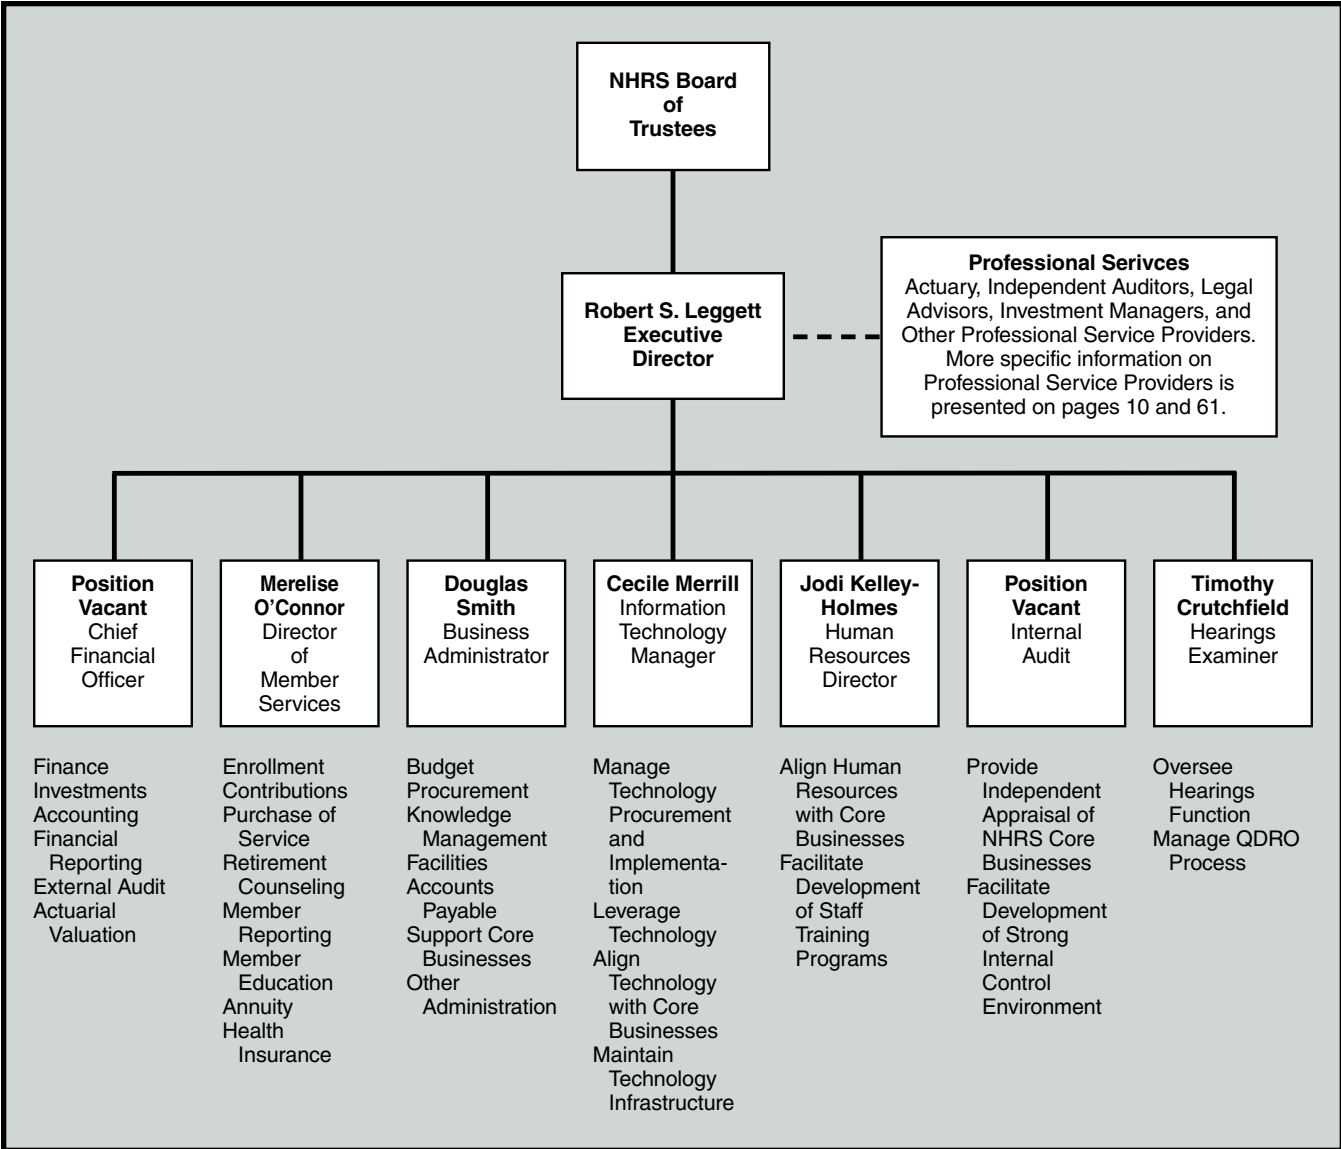 NHRS Board
of
Trustees
Robert S. Leggett
Executive
Director
Professional Serivces
Actuary, Independent Auditors, Legal
Advisors, Investment Managers, and
Other Professional Service Providers.
More specific information on
Professional Service Providers is
presented on pages 10 and 61.
Position
Vacant
Chief
Financial
Officer
Merelise
O'Connor
Director
of
Member
Services
Douglas
Smith
Business
Administrator
Cecile Merrill
Information
Technology
Manager
Jodi Kelley-
Holmes
Human
Resources
Director
Position
Vacant
Internal
Audit
Timothy
Crutchfield
Hearings
Examiner
Finance
Investments
Accounting
Financial
Reporting
External Audit
Actuarial
Valuation
Enrollment
Contributions
Purchase of
Service
Retirement
Counseling
Member
Reporting
Member
Education
Annuity
Health
Insurance
Budget
Procurement
Knowledge
Management
Facilities
Accounts
Payable
Support Core
Businesses
Other
Administration
Manage
Technology
Procurement
and
Implementa-
tion
Leverage
Technology
Align
Technology
with Core
Businesses
Maintain
Technology
Infrastructure
Align Human
Resources
with Core
Businesses
Facilitate
Development
of Staff
Training
Programs
Provide
Independent
Appraisal of
NHRS Core
Businesses
Facilitate
Development
of Strong
Internal
Control
Environment
Oversee
Hearings
Function
Manage QDRO
Process